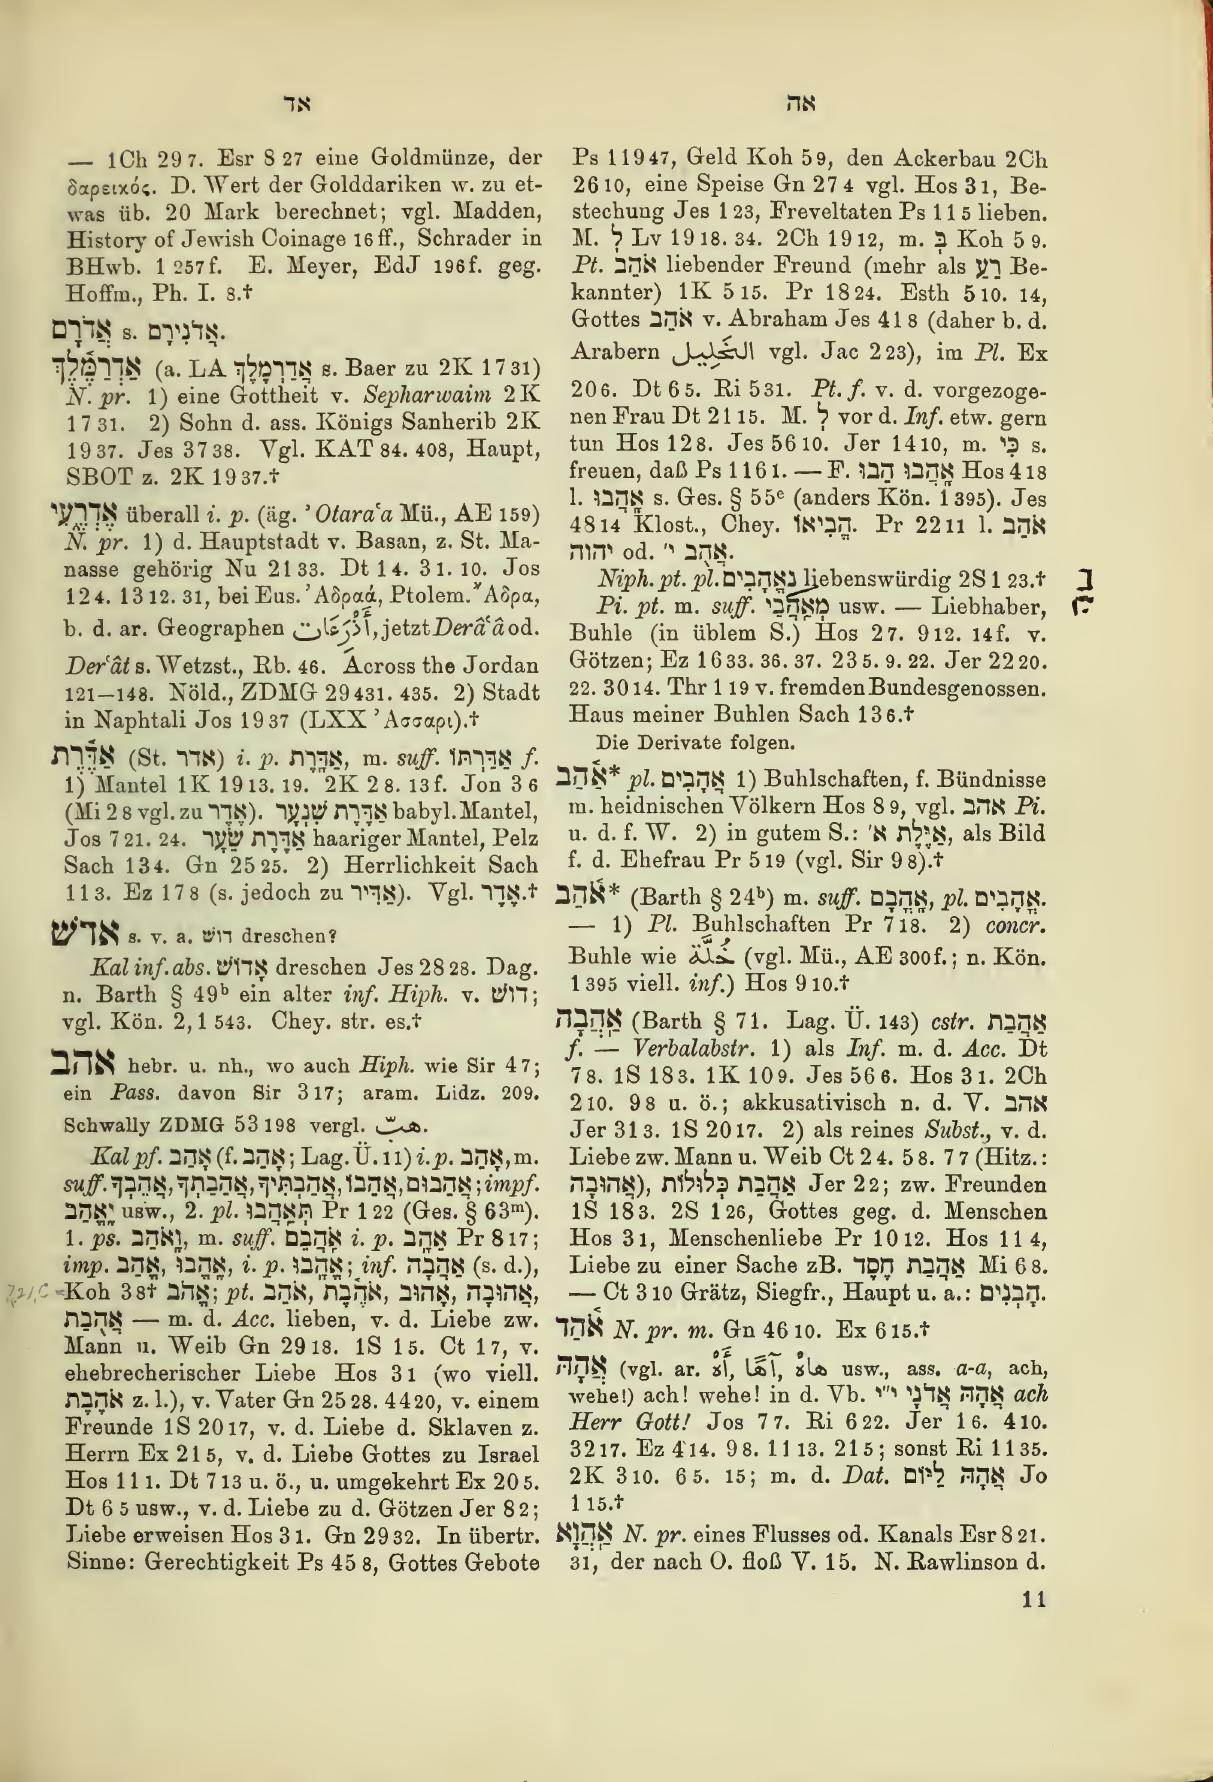 אד
— 1Ch 29 7. Esr 8 27 eine Goldmünze, der
δαρεικός. D. Wert der Golddariken w. zu et-
was üb. 20 Mark berechnet; vgl. Madden,
History of Jewish Coinage 16 ff., Schrader in
BHwb. 1 257 f. E. Meyer, EdJ 196 f. geg.
Hoffm., Ph. I. 8.†
אֲדֹרָם s. אֲדֹנִירָם.
אַדְרַמֶּלֶךְ (a. LA אֲדַרְמֶּלֶךְ s. Baer zu 2K 17 31)
N. pr. 1) eine Gottheit v. Sepharwaim 2K
17 31. 2) Sohn d. ass. Königs Sanherib 2K
19 37. Jes 37 38. Vgl. KAT 84. 408, Haupt,
SBOT z. 2K 19 37.†
אֶדְרֶעִי überall i. p. (äg. ’Otaraʿa Mü., AE 159)
N. pr. 1) d. Hauptstadt v. Basan, z. St. Ma-
nasse gehörig Nu 21 33. Dt 1 4. 3 1. 10. Jos
12 4. 13 12. 31, bei Eus. ’Αδραά, Ptolem. ῎Αδρα,
b. d. ar. Geographen أَذْرُعَات, jetzt Derâʿâ od.
Derʿât s. Wetzst., Rb. 46. Across the Jordan
121—148. Nöld., ZDMG 29 431. 435. 2) Stadt
in Naphtali Jos 19 37 (LXX ’Ασσαρι).†
אַדֶּרֶת (St. אדר) i. p. אַדָּרֶת, m. suff. אַדַּרְתּוֹ f.
1) Mantel 1K 19 13. 19. 2K 2 8. 13 f. Jon 3 6
(Mi 2 8 vgl. zu אֶדֶר). אַדֶּרֶת שִׁנְעָר babyl. Mantel,
Jos 7 21. 24. אַדֶּרֶת שֵׂעָר haariger Mantel, Pelz
Sach 13 4. Gn 25 25. 2) Herrlichkeit Sach
11 3. Ez 17 8 (s. jedoch zu אַדִּיר). Vgl. אֶדֶר.†
אדשׁ s. v. a. דושׁ dreschen?
Kal inf. abs. אָדוֹשׁ dreschen Jes 28 28. Dag.
n. Barth § 49ᵇ ein alter inf. Hiph. v. דושׁ;
vgl. Kön. 2, 1 543. Chey. str. es.†
אהב hebr. u. nh., wo auch Hiph. wie Sir 4 7;
ein Pass. davon Sir 3 17; aram. Lidz. 209.
Schwally ZDMG 53 198 vergl. هبّ.
Kal pf. אָהַב (f. אָהֵב; Lag. Ü. 11) i. p. אָהֵב, m.
suff. אֲהֵבוּם, אֲהֵבוֹ, אֲהַבְתִּיךָ, אֲהֵבַתְךָ, אֲהֵבְךָ; impf.
יֶאֱהַב usw., 2. pl. תְּאֵהֲבוּ Pr 1 22 (Ges. § 63ᵐ).
1. ps. וָאֹהַב, m. suff. אֹהֲבֵם i. p. אֵהָב Pr 8 17;
imp. אֱהַב, אֶהֱבוּ, i. p. אֱהָבוּ; inf. אַהֲבָה (s. d.),
Koh 3 8† אֱהֹב; pt. אֹהֵב, אֹהֶבֶת, אָהוּב, אֲהוּבָה,
אֲהֻבַת — m. d. Acc. lieben, v. d. Liebe zw.
Mann u. Weib Gn 29 18. 1S 1 5. Ct 1 7, v.
ehebrecherischer Liebe Hos 3 1 (wo viell.
אֹהֶבֶת z. l.), v. Vater Gn 25 28. 44 20, v. einem
Freunde 1S 20 17, v. d. Liebe d. Sklaven z.
Herrn Ex 21 5, v. d. Liebe Gottes zu Israel
Hos 11 1. Dt 7 13 u. ö., u. umgekehrt Ex 20 5.
Dt 6 5 usw., v. d. Liebe zu d. Götzen Jer 8 2;
Liebe erweisen Hos 3 1. Gn 29 32. In übertr.
Sinne: Gerechtigkeit Ps 45 8, Gottes Gebote
אה
Ps 119 47, Geld Koh 5 9, den Ackerbau 2Ch
26 10, eine Speise Gn 27 4 vgl. Hos 3 1, Be-
stechung Jes 1 23, Freveltaten Ps 11 5 lieben.
M. לְ Lv 19 18. 34. 2Ch 19 12, m. בְּ Koh 5 9.
Pt. אֹהֵב liebender Freund (mehr als רֵעַ Be-
kannter) 1K 5 15. Pr 18 24. Esth 5 10. 14,
Gottes אֹהֵב v. Abraham Jes 41 8 (daher b. d.
Arabern الخَلِيل vgl. Jac 2 23), im Pl. Ex
20 6. Dt 6 5. Ri 5 31. Pt. f. v. d. vorgezoge-
nen Frau Dt 21 15. M. לְ vor d. Inf. etw. gern
tun Hos 12 8. Jes 56 10. Jer 14 10, m. כִּי s.
freuen, daß Ps 116 1. — F. אָהֲבוּ הֵבוּ Hos 4 18
l. אָהֲבוּ s. Ges. § 55ᵉ (anders Kön. 1 395). Jes
48 14 Klost., Chey. הֱבִיאוֹ. Pr 22 11 l. אֹהֵב
יהוה od. אָהֵב י׳.
Niph. pt. pl. נֶאֱהָבִים liebenswürdig 2S 1 23.†
Pi. pt. m. suff. מְאַהֲבַי usw. — Liebhaber,
Buhle (in üblem S.) Hos 2 7. 9 12. 14 f. v.
Götzen; Ez 16 33. 36. 37. 23 5. 9. 22. Jer 22 20.
22. 30 14. Thr 1 19 v. fremden Bundesgenossen.
Haus meiner Buhlen Sach 13 6.†
Die Derivate folgen.
אַהַב* pl. אֲהָבִים 1) Buhlschaften, f. Bündnisse
m. heidnischen Völkern Hos 8 9, vgl. אהב Pi.
u. d. f. W. 2) in gutem S.: אַיֶּלֶת א׳, als Bild
f. d. Ehefrau Pr 5 19 (vgl. Sir 9 8).†
אֹהַב* (Barth § 24ᵇ) m. suff. אָהֳבָם, pl. אֳהָבִים.
— 1) Pl. Buhlschaften Pr 7 18. 2) concr.
Buhle wie خُلَّة (vgl. Mü., AE 300 f.; n. Kön.
1 395 viell. inf.) Hos 9 10.†
אַהֲבָה (Barth § 71. Lag. Ü. 143) cstr. אַהֲבַת
f. — Verbalabstr. 1) als Inf. m. d. Acc. Dt
7 8. 1S 18 3. 1K 10 9. Jes 56 6. Hos 3 1. 2Ch
2 10. 9 8 u. ö.; akkusativisch n. d. V. אהב
Jer 31 3. 1S 20 17. 2) als reines Subst., v. d.
Liebe zw. Mann u. Weib Ct 2 4. 5 8. 7 7 (Hitz.:
אֲהוּבָה), אַהֲבַת כְּלוּלוֹת Jer 2 2; zw. Freunden
1S 18 3. 2S 1 26, Gottes geg. d. Menschen
Hos 3 1, Menschenliebe Pr 10 12. Hos 11 4,
Liebe zu einer Sache zB. אַהֲבַת חֶסֶד Mi 6 8.
— Ct 3 10 Grätz, Siegfr., Haupt u. a.: הָבְנִים.
אֹהַד N. pr. m. Gn 46 10. Ex 6 15.†
אֲהָהּ (vgl. ar. أَهْ, آهًا, هاهْ usw., ass. a-a, ach,
wehe!) ach! wehe! in d. Vb. אֲהָהּ אֲדֹנָי י״י ach
Herr Gott! Jos 7 7. Ri 6 22. Jer 1 6. 4 10.
32 17. Ez 4 14. 9 8. 11 13. 21 5; sonst Ri 11 35.
2K 3 10. 6 5. 15; m. d. Dat. אֲהָהּ לַיּוֹם Jo
1 15.†
אַהֲוָא N. pr. eines Flusses od. Kanals Esr 8 21.
31, der nach O. floß V. 15. N. Rawlinson d.
11